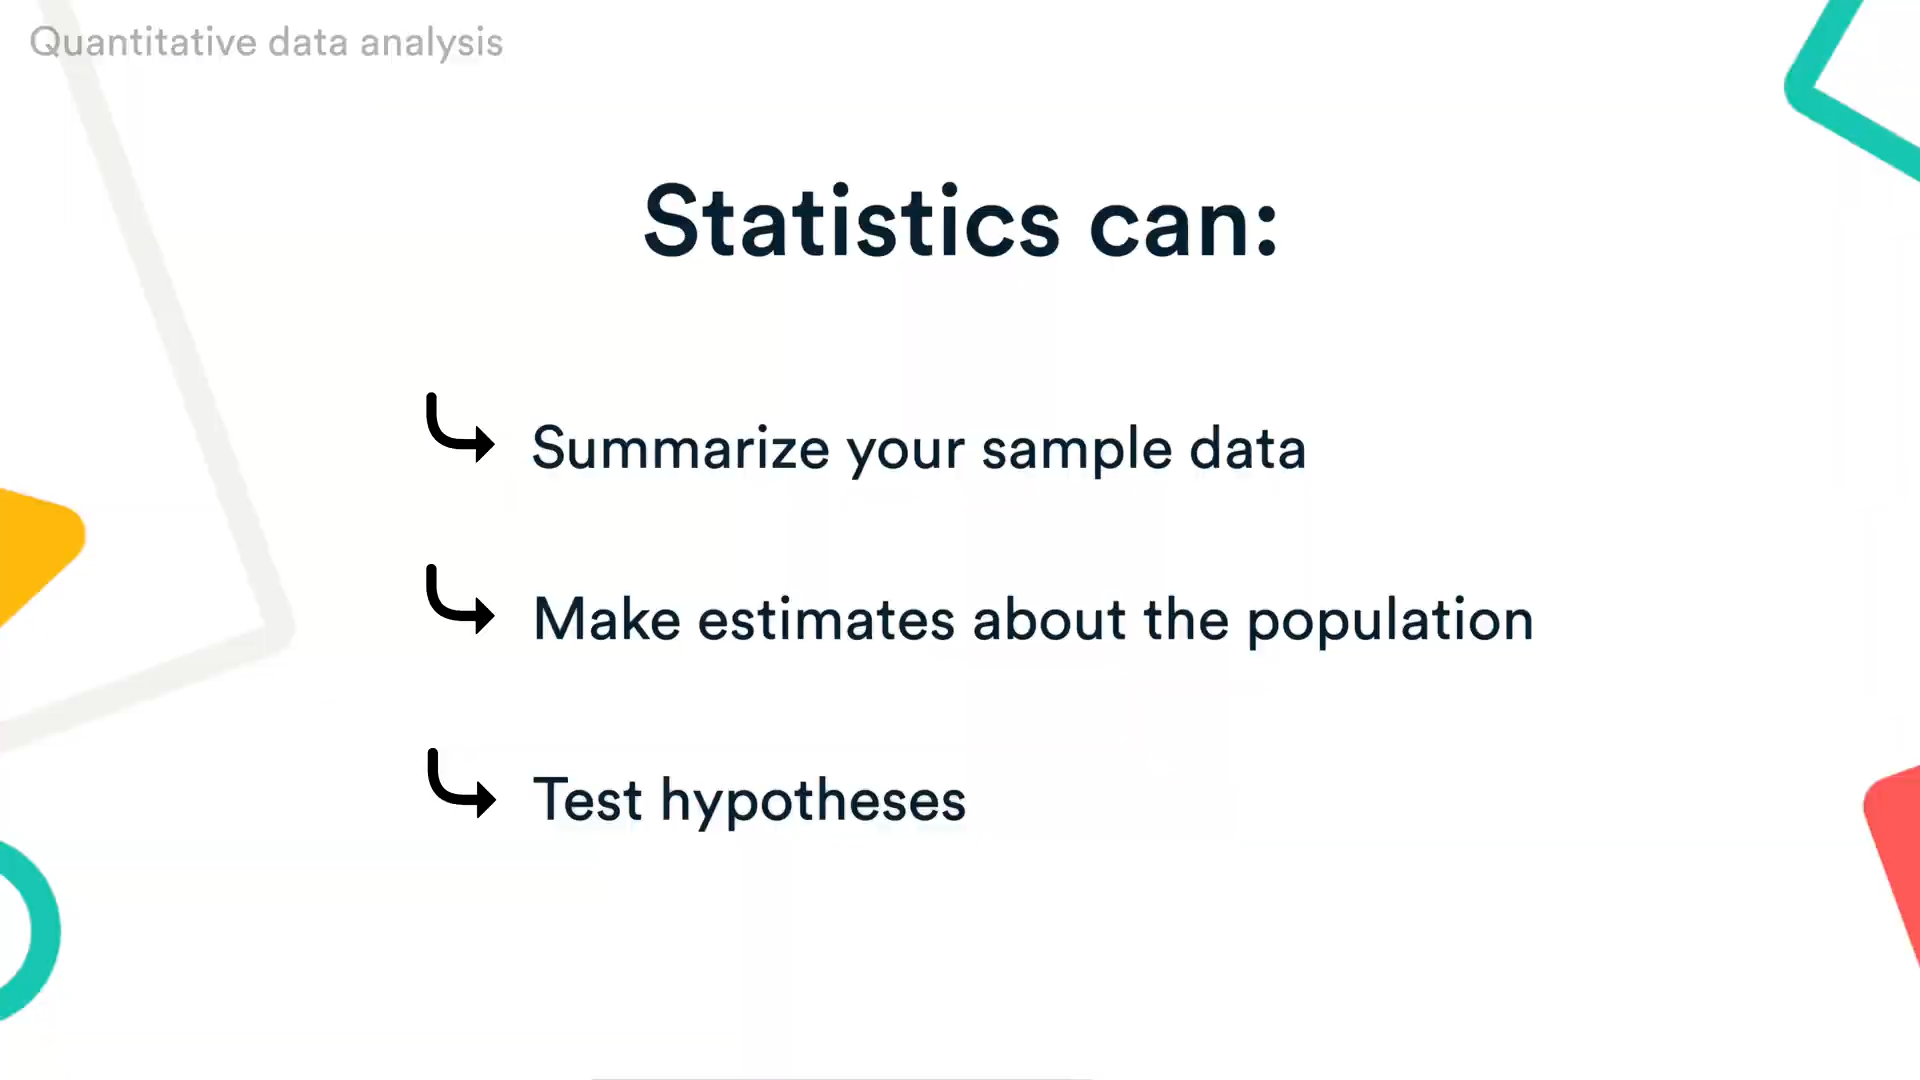 Quantitative data analysis
Statistics can:
Summarize your sample data
Make estimates about the population
Test hypotheses